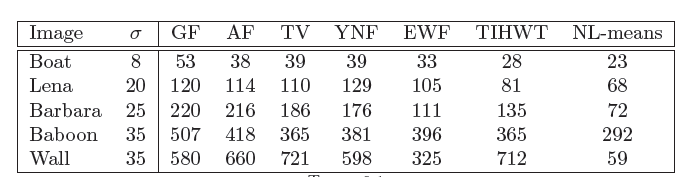 Image σ GF AF TV YNF EWF TIHWT NL-means
Boat 8 53 38 39 39 33 28 23
Lena 20 120 114 110 129 105 81 68
Barbara 25 220 216 186 176 111 135 72
Baboon 35 507 418 365 381 396 365 292
Wall 35 580 660 721 598 325 712 59